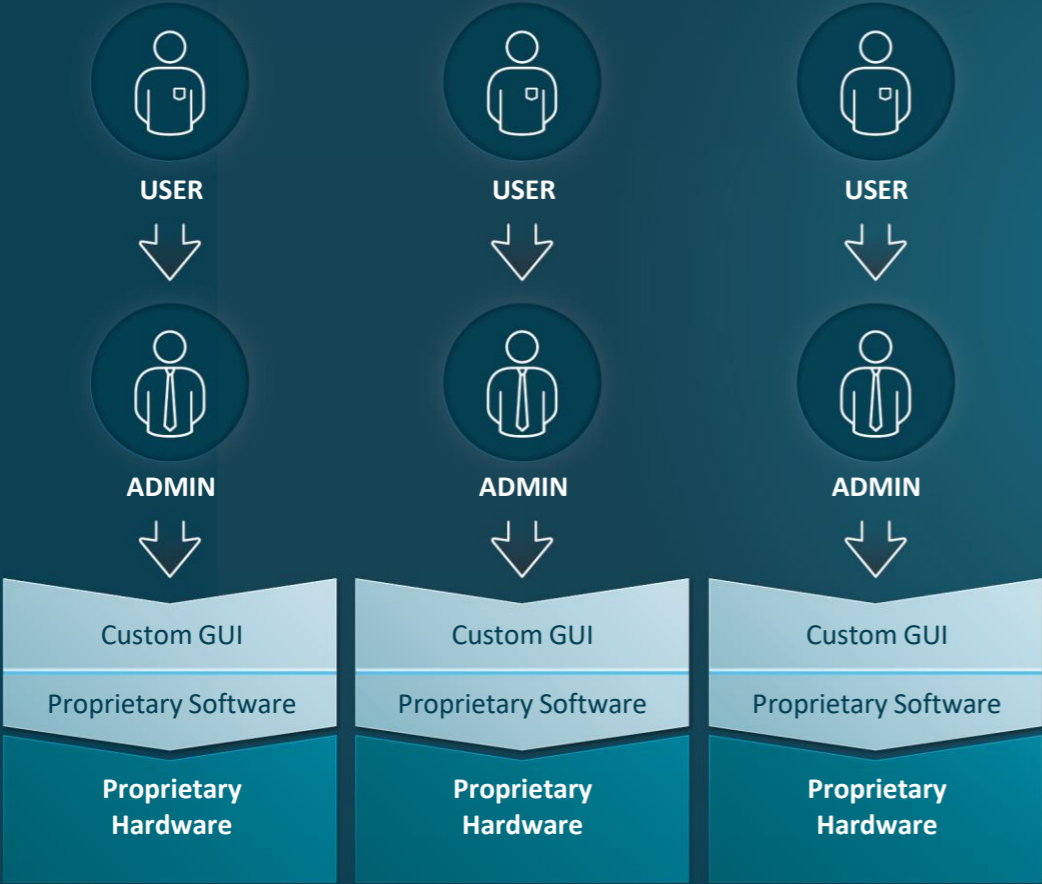 USER
USER
USER
ADMIN
ADMIN
ADMIN
Custom GUI
Custom GUI
Custom GUI
Proprietary Software
Proprietary Software
Proprietary Software
Proprietary
Hardware
Proprietary
Hardware
Proprietary
Hardware